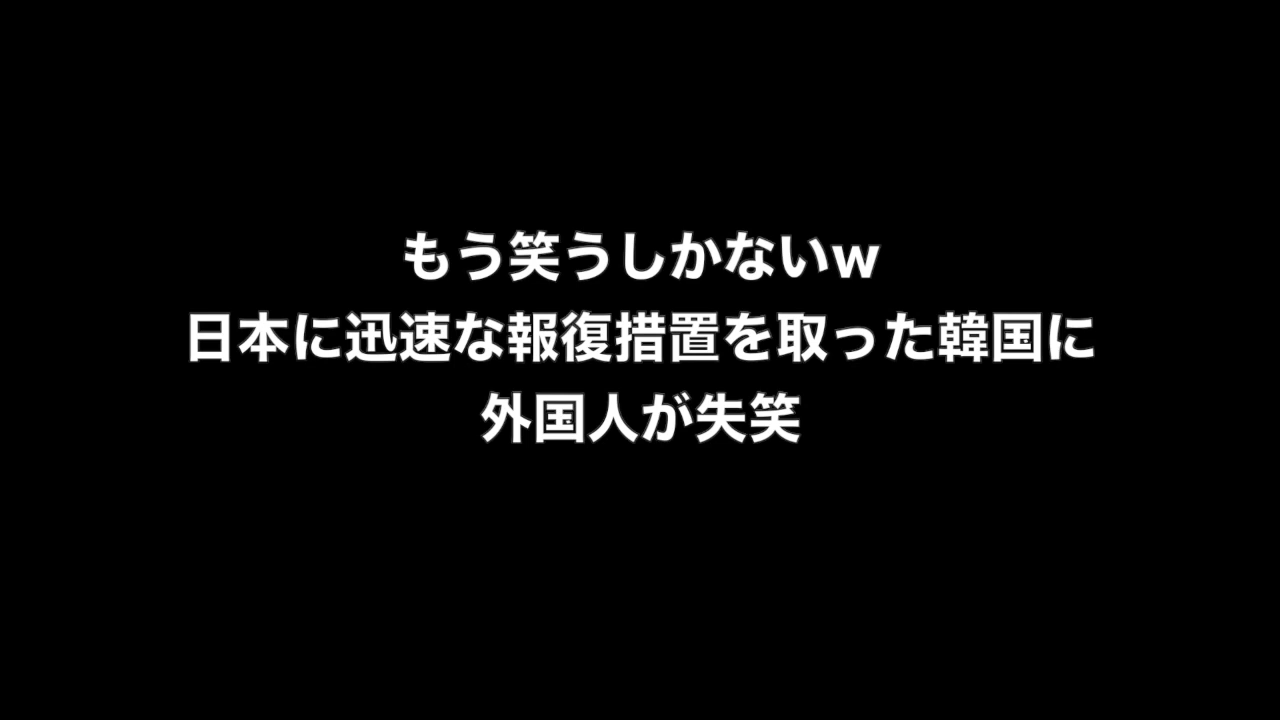 もう笑うしかないw
日本に迅速な報復措置を取った韓国に
外国人が失笑